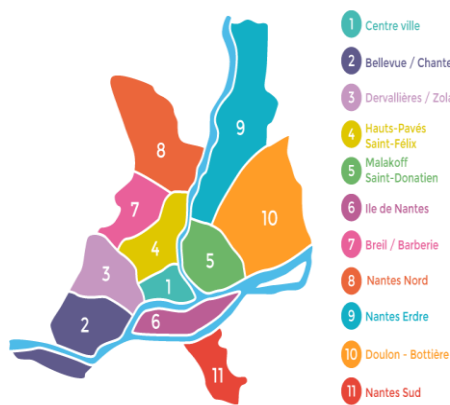 1 Centre ville
2 Bellevue / Chante
3 Dervallières / Zola
4 Hauts-Pavés
Saint-Félix
5 Malakoff
Saint-Donatien
6 Ile de Nantes
7 Breil / Barberie
8 Nantes Nord
9 Nantes Erdre
10 Doulon - Bottière
11 Nantes Sud
9
8
10
7
4
5
3
1
2
6
11